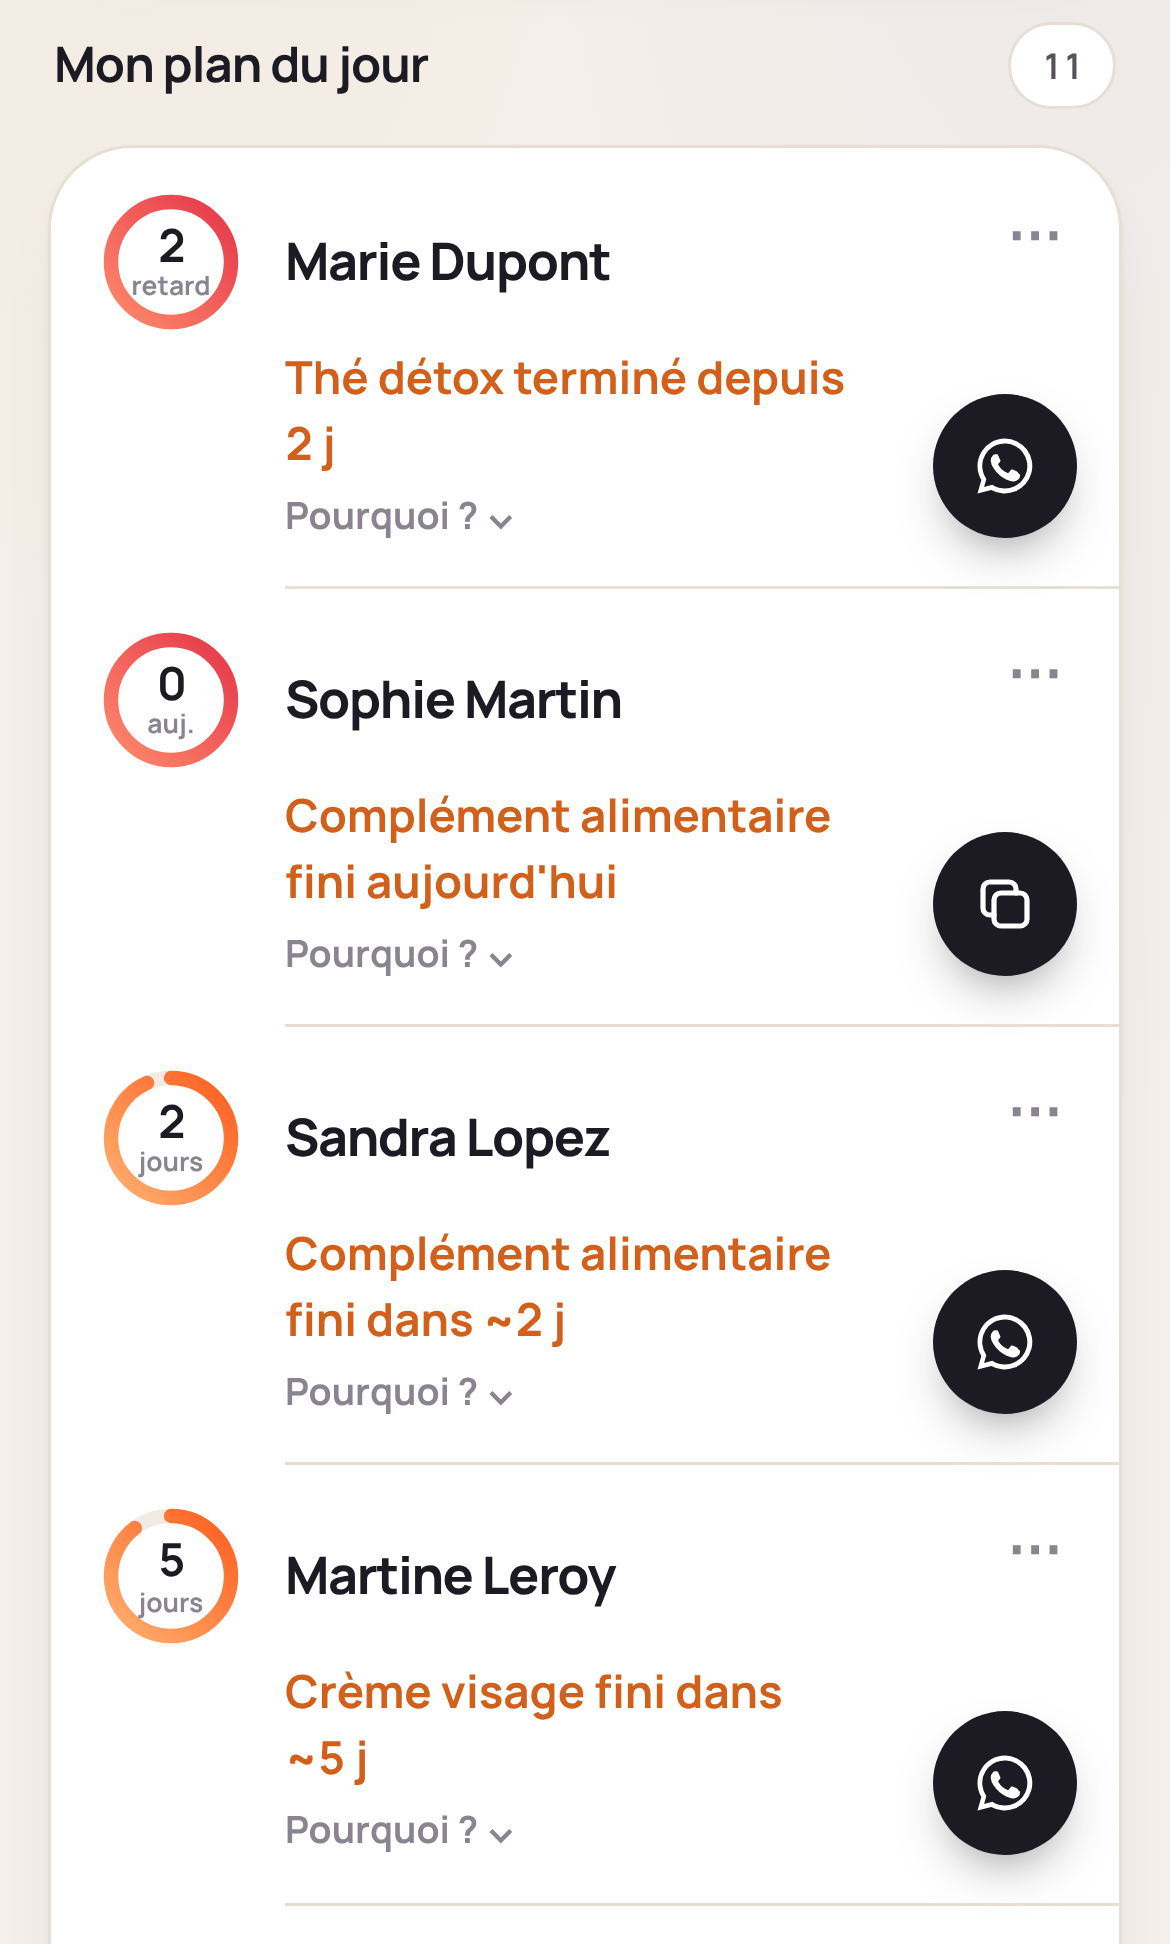 Mon plan du jour
11
2
retard
Marie Dupont
...
Thé détox terminé depuis
2 j
Pourquoi ?
0
auj.
Sophie Martin
...
Complément alimentaire
fini aujourd'hui
Pourquoi ?
2
jours
Sandra Lopez
...
Complément alimentaire
fini dans ~2 j
Pourquoi ?
5
jours
Martine Leroy
...
Crème visage fini dans
~5 j
Pourquoi ?